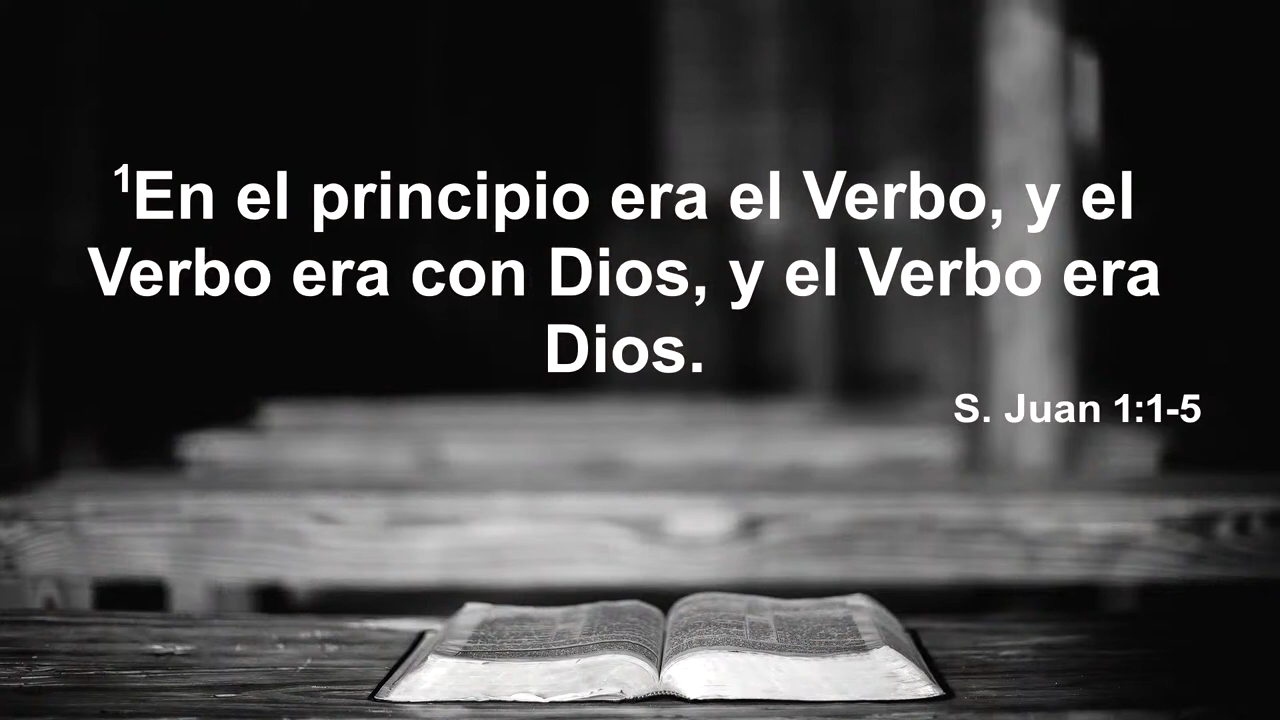 ¹En el principio era el Verbo, y el
Verbo era con Dios, y el Verbo era
Dios.
S. Juan 1:1-5